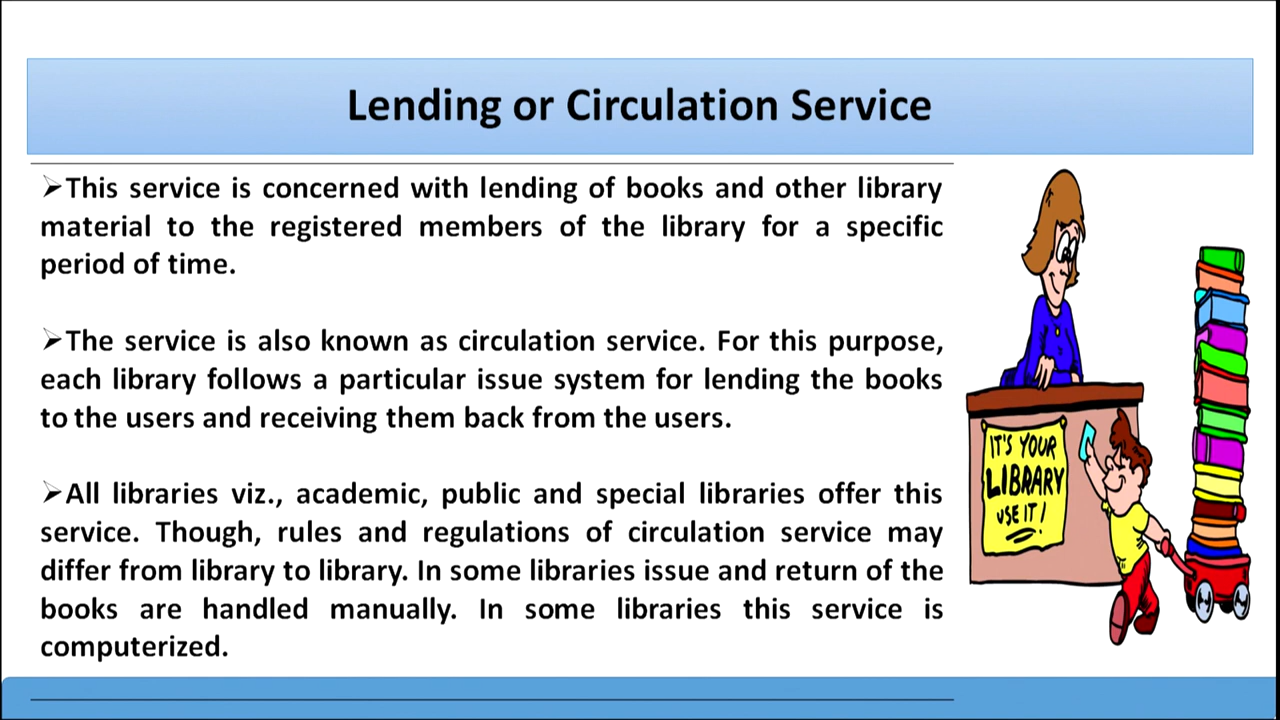 Lending or Circulation Service
➢This service is concerned with lending of books and other library
material to the registered members of the library for a specific
period of time.
➢The service is also known as circulation service. For this purpose,
each library follows a particular issue system for lending the books
to the users and receiving them back from the users.
➢All libraries viz., academic, public and special libraries offer this
service. Though, rules and regulations of circulation service may
differ from library to library. In some libraries issue and return of the
books are handled manually. In some libraries this service is
computerized.
IT'S YOUR
LIBRARY
USE IT!